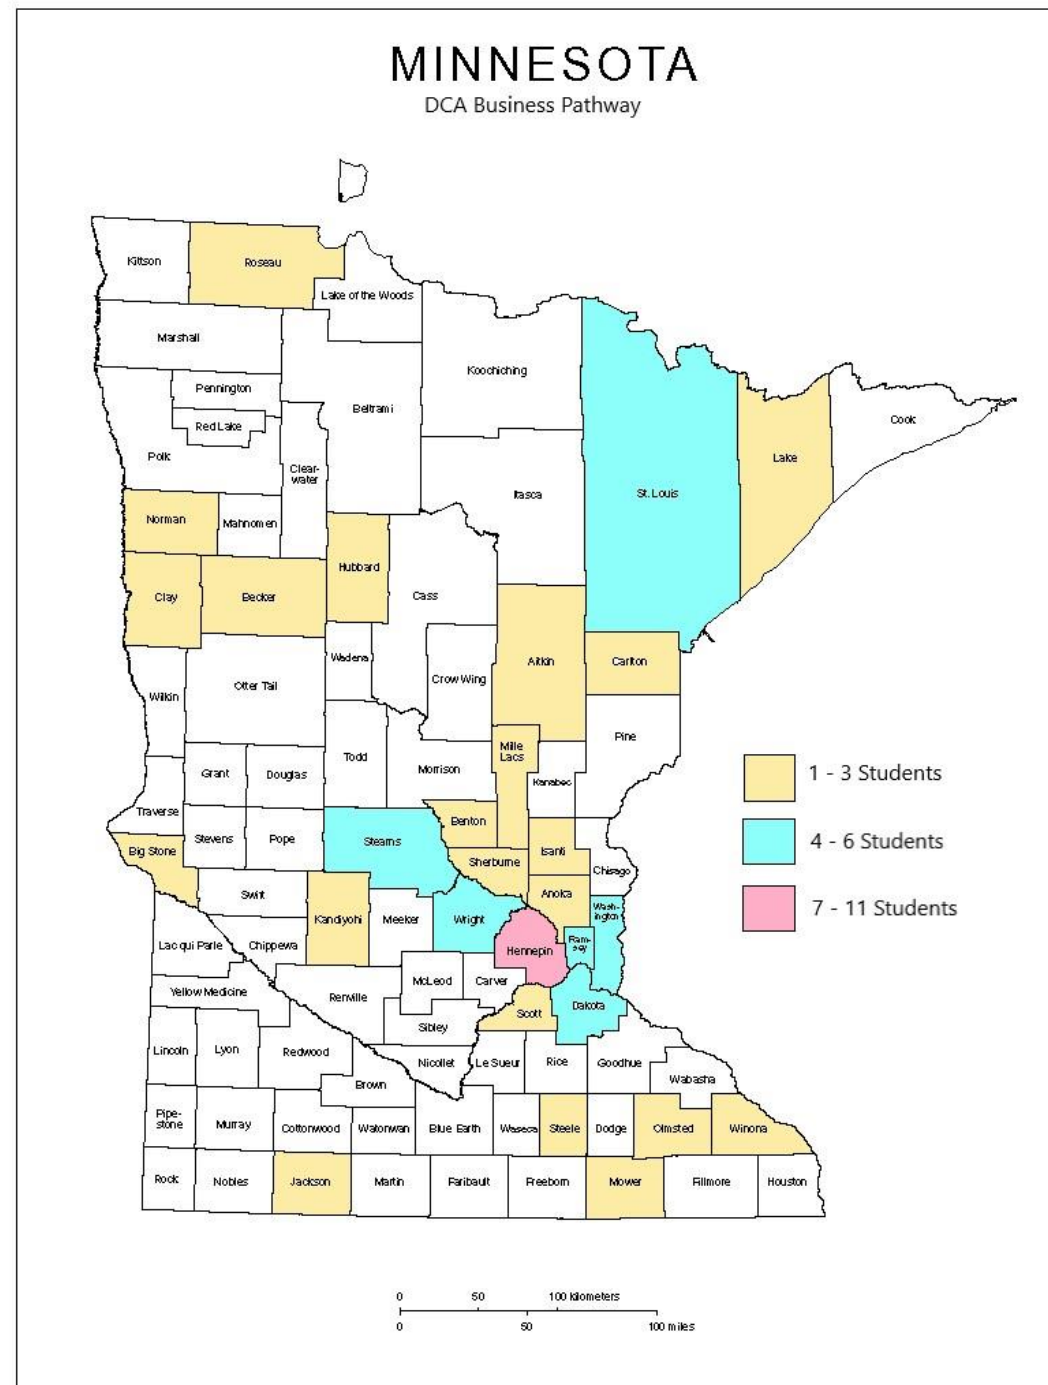 MINNESOTA
DCA Business Pathway
Kittson
Roseau
Lake of the Woods
Marshall
Koochiching
Pennington
Beltrami
Red Lake
Cook
Polk
Clear-
water
Lake
Itasca
St. Louis
Norman
Mahnomen
Hubbard
Clay
Becker
Cass
Wadena
Aitkin
Carlton
Crow Wing
Otter Tail
Wilkin
Pine
Mille
Lacs
Todd
Morrison
Grant
Douglas
Kanabec
1 - 3 Students
Traverse
Benton
Stevens
Pope
Stearns
4 - 6 Students
Big Stone
Isanti
Sherburne
Chisago
Swift
Anoka
7 - 11 Students
Kandiyohi
Meeker
Wright
Wash-
ington
Ram-
sey
Lac qui Parle
Chippewa
Hennepin
McLeod
Carver
Yellow Medicine
Renville
Dakota
Scott
Sibley
Lincoln
Lyon
Redwood
Nicollet
Le Sueur
Rice
Goodhue
Wabasha
Brown
Pipe-
stone
Murray
Cottonwood
Watonwan
Blue Earth
Waseca
Steele
Dodge
Olmsted
Winona
Rock
Nobles
Jackson
Martin
Faribault
Freeborn
Mower
Fillmore
Houston
0 50 100 kilometers
0 50 100 miles